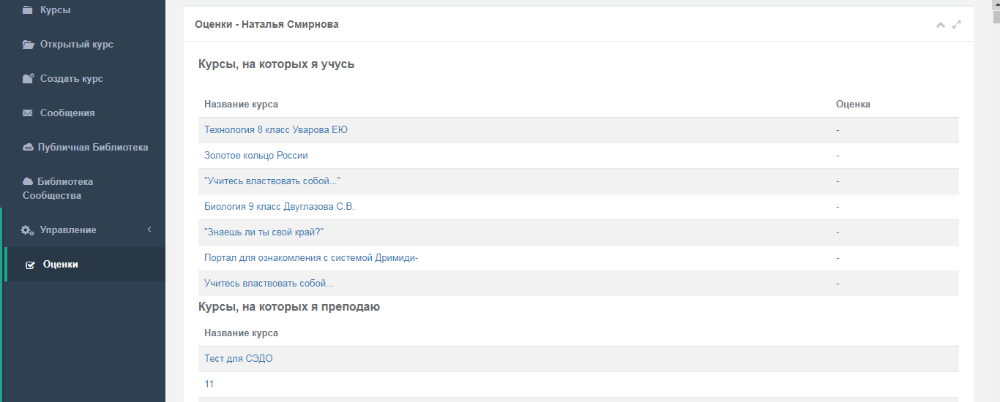 Курсы
Открытый курс
Создать курс
Сообщения
Публичная Библиотека
Библиотека
Сообщества
Управление
Оценки
Оценки - Наталья Смирнова
Курсы, на которых я учусь
Название курса Оценка
Технология 8 класс Уварова ЕЮ -
Золотое кольцо России -
"Учитесь властвовать собой..." -
Биология 9 класс Двуглазова С.В. -
"Знаешь ли ты свой край?" -
Портал для ознакомления с системой Дримиди- -
Учитесь властвовать собой... -
Курсы, на которых я преподаю
Название курса
Тест для СЭДО
11